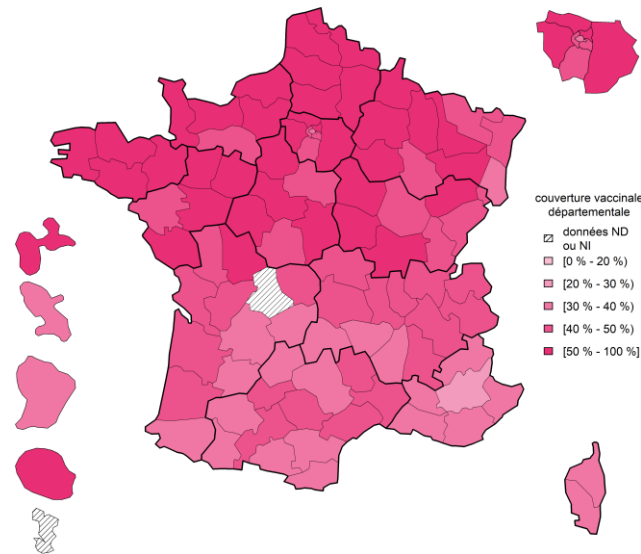 couverture vaccinale
départementale
données ND
ou NI
[0 % - 20 %)
[20 % - 30 %)
[30 % - 40 %)
[40 % - 50 %)
[50 % - 100 %]